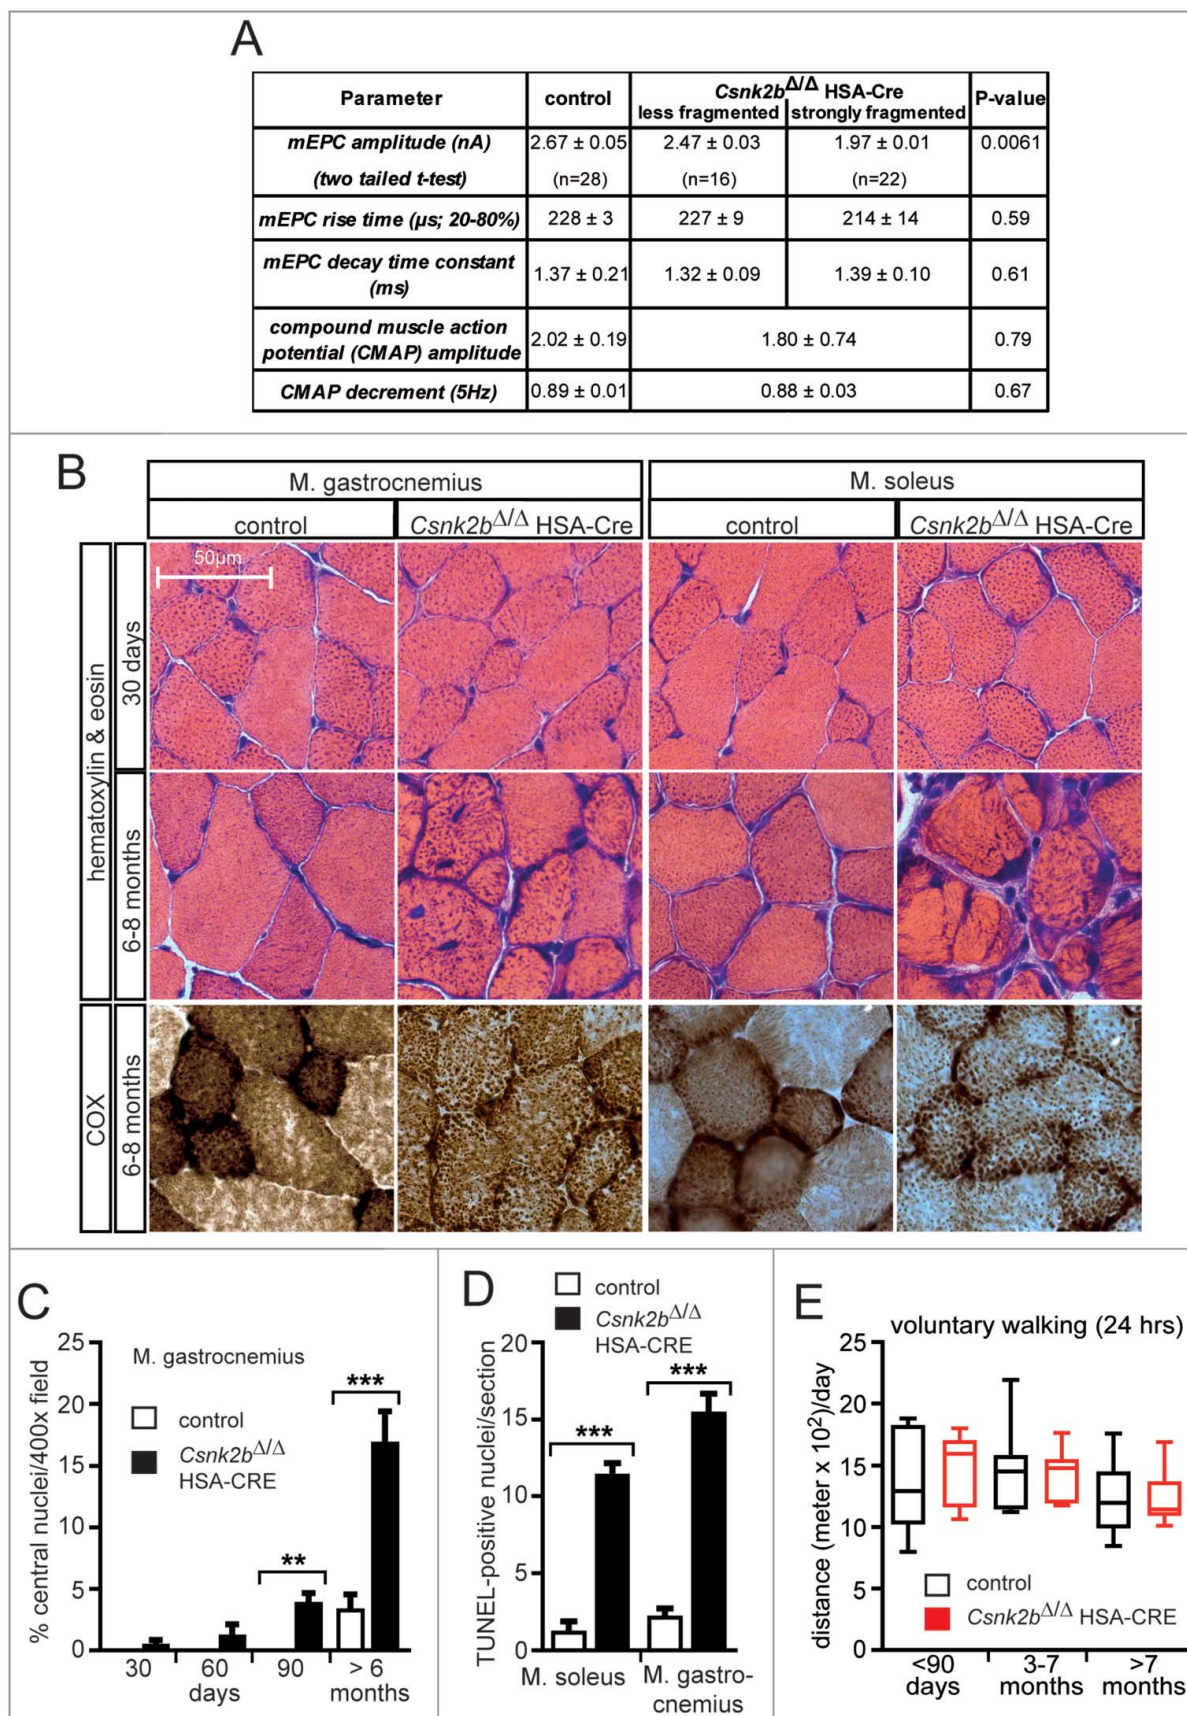 A
Parameter control Csnk2bΔ/Δ HSA-Cre P-value
less fragmented strongly fragmented
mEPC amplitude (nA) 2.67 ± 0.05 2.47 ± 0.03 1.97 ± 0.01 0.0061
(two tailed t-test) (n=28) (n=16) (n=22)
mEPC rise time (µs; 20-80%) 228 ± 3 227 ± 9 214 ± 14 0.59
mEPC decay time constant
(ms) 1.37 ± 0.21 1.32 ± 0.09 1.39 ± 0.10 0.61
compound muscle action
potential (CMAP) amplitude 2.02 ± 0.19 1.80 ± 0.74 0.79
CMAP decrement (5Hz) 0.89 ± 0.01 0.88 ± 0.03 0.67
B
M. gastrocnemius M. soleus
control Csnk2bΔ/Δ HSA-Cre control Csnk2bΔ/Δ HSA-Cre
50µm
hematoxylin & eosin
30 days
6-8 months
COX
6-8 months
C
M. gastrocnemius
control
Csnk2bΔ/Δ
HSA-CRE
% central nuclei/400x field
25
20
15
10
5
0
**
***
30 60 90 > 6
days months
D
control
Csnk2bΔ/Δ
HSA-CRE
TUNEL-positive nuclei/section
20
15
10
5
0
***
***
M. soleus M. gastro-
cnemius
E
voluntary walking (24 hrs)
distance (meter x 10²)/day
25
20
15
10
5
0
control
Csnk2bΔ/Δ HSA-CRE
<90 3-7 >7
days months months